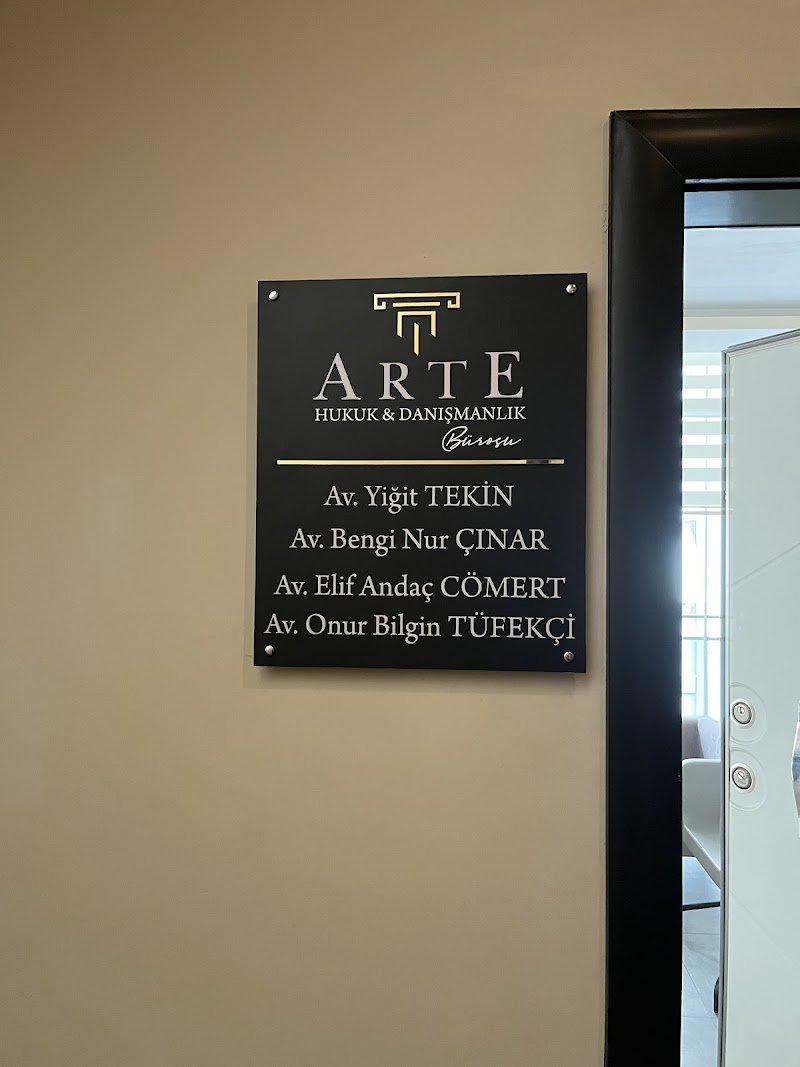 ARTE
HUKUK & DANIŞMANLIK
Bürosu
Av. Yiğit TEKİN
Av. Bengi Nur ÇINAR
Av. Elif Andaç CÖMERT
Av. Onur Bilgin TÜFEKÇİ